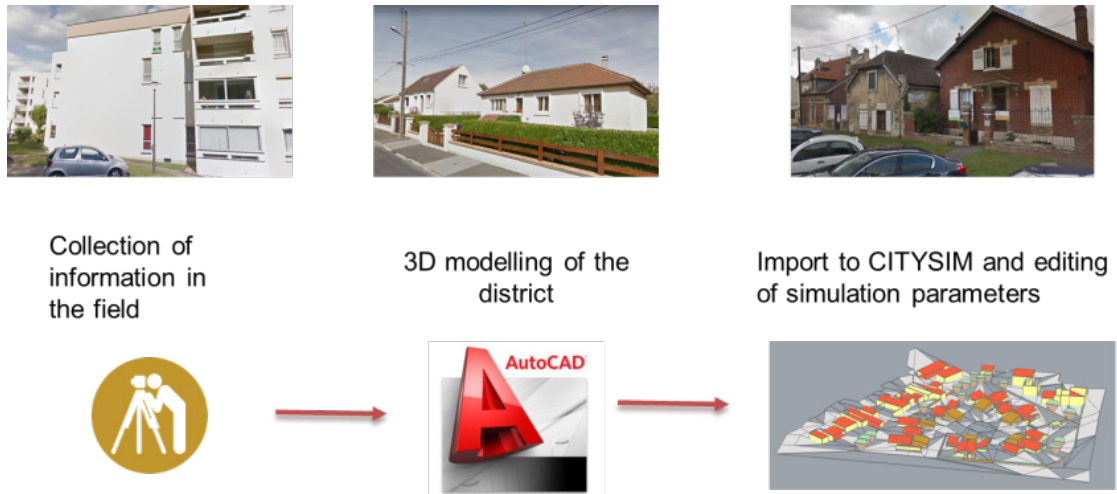 Collection of
information in
the field
3D modelling of the
district
Import to CITYSIM and editing
of simulation parameters
AutoCAD